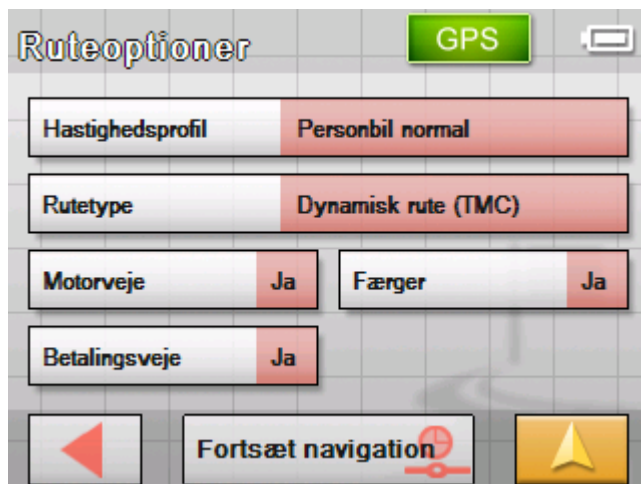 Ruteoptioner
GPS
Hastighedsprofil Personbil normal
Rutetype Dynamisk rute (TMC)
Motorveje Ja Færger Ja
Betalingsveje Ja
Fortsæt navigation